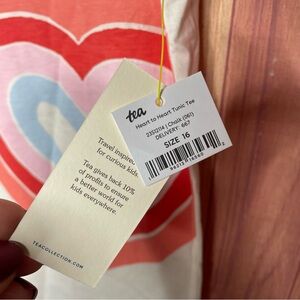 tea
Heart to Heart Tunic Tee
23S12114 | Chalk (061)
DELIVERY: 667
SIZE 16
Travel inspired
for curious kids.
Tea gives back 10%
of profits to ensure
a better world for
kids everywhere.
TEACOLLECTION.COM